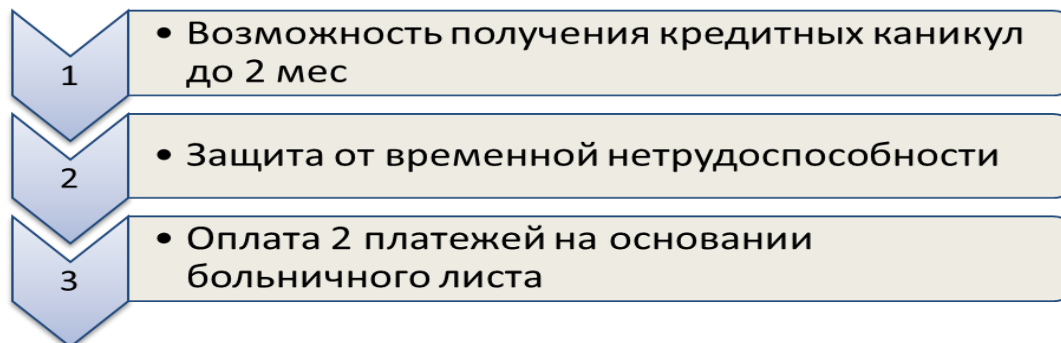 1
• Возможность получения кредитных каникул
до 2 мес
2
• Защита от временной нетрудоспособности
3
• Оплата 2 платежей на основании
больничного листа